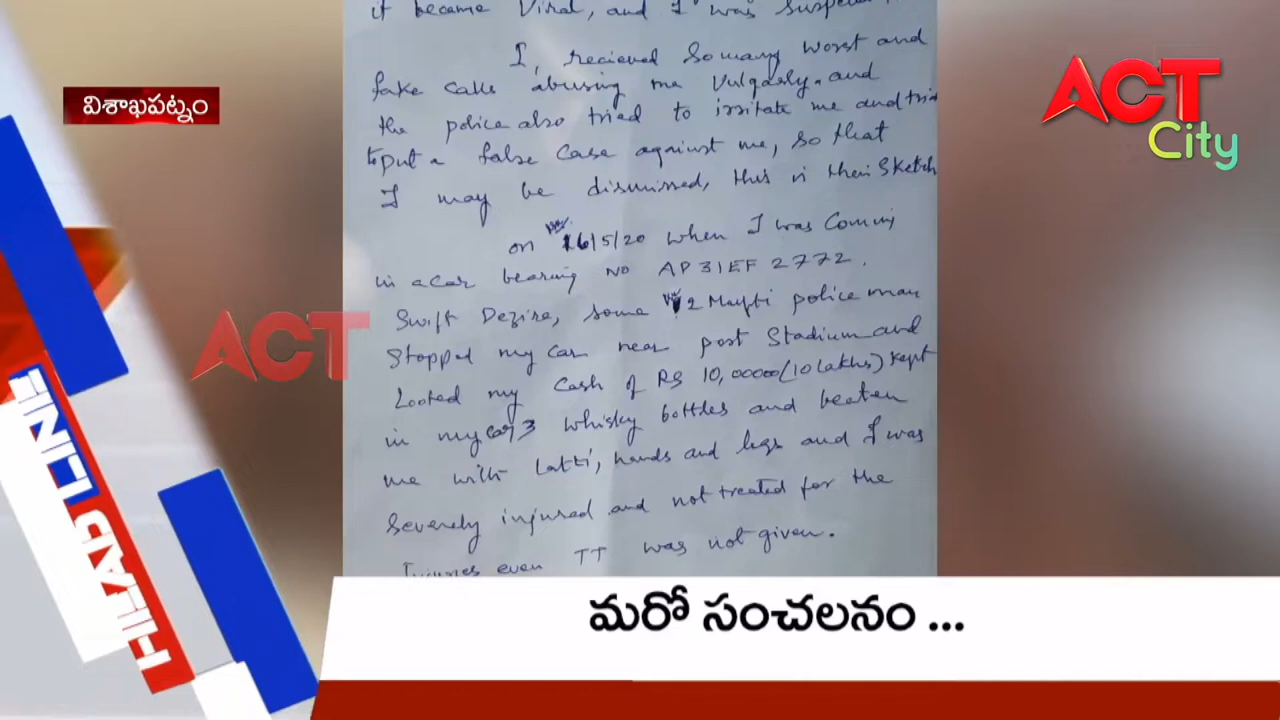 it became Viral, and I was
I, recieved So many worst and
fake calls abusing me Vulgarly. and
the police also tried to irritate me and
to put a false Case against me, so that
I may be dismissed, this is their Sketch
on 16/5/20 when I was Coming
in a car bearing No AP31EF 2772.
Swift Dezire, some 2 Mufti police man
Stopped my Car near port Stadium and
Looted my Cash of RS 10,00000/(10 Lakhs) kept
in my car 3 whisky bottles and beaten
me with Latti, hands and legs and I was
Severely injured and not treated for the
Injuries even TT was not given.
విశాఖపట్నం
ACT
City
ACT
HEAD LINE
మరో సంచలనం ...